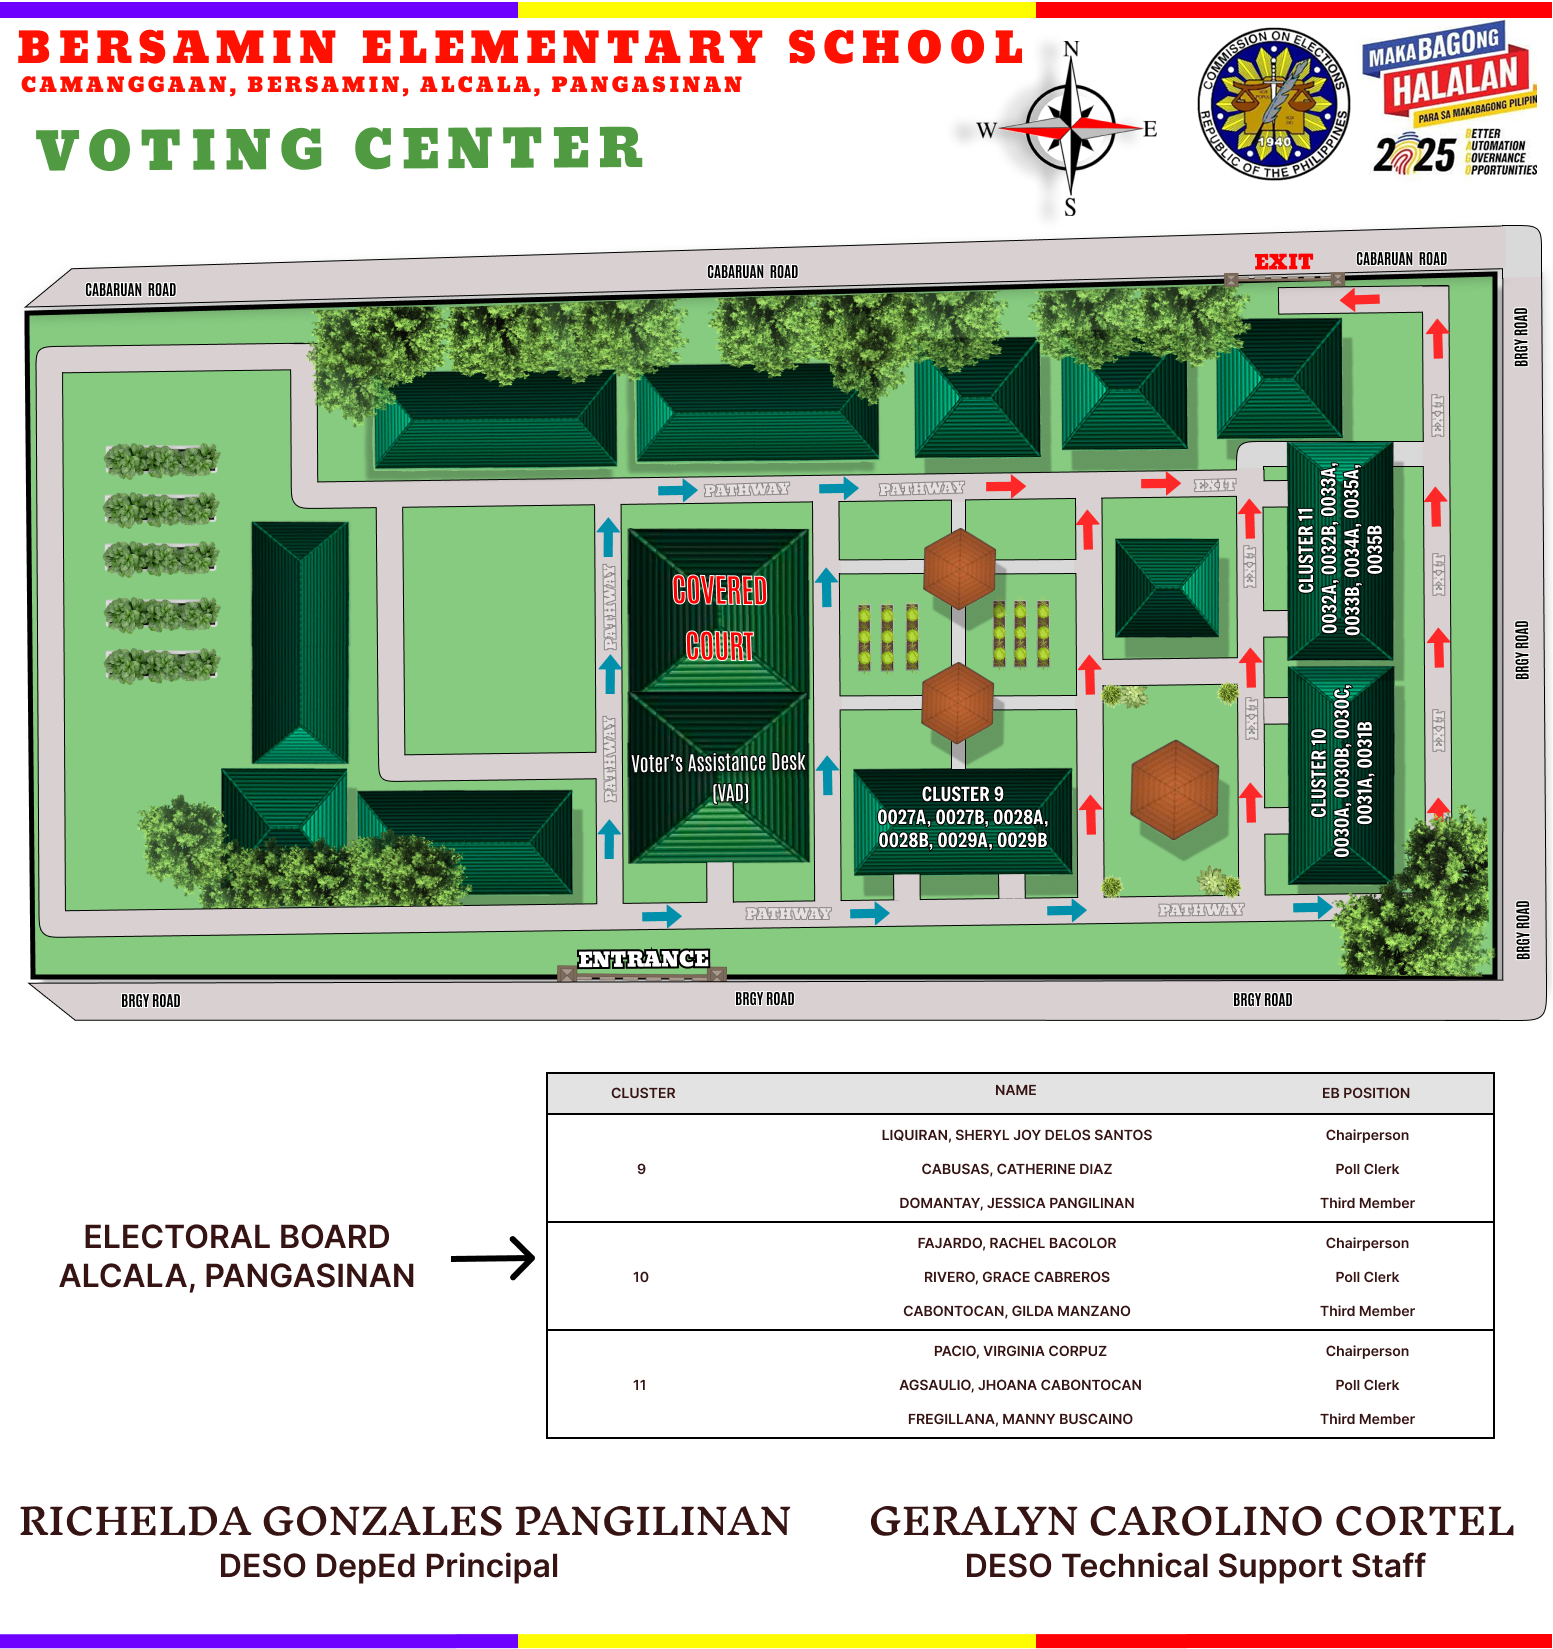 BERSAMIN ELEMENTARY SCHOOL
CAMANGGAAN, BERSAMIN, ALCALA, PANGASINAN
VOTING CENTER
N
W
E
S
COMMISSION ON ELECTIONS
1940
REPUBLIC OF THE PHILIPPINES
MAKABAGONG
HALALAN
PARA SA MAKABAGONG PILIPIN
2025
BETTER
AUTOMATION
GOVERNANCE
OPPORTUNITIES
CABARUAN ROAD
CABARUAN ROAD
EXIT
CABARUAN ROAD
BRGY ROAD
EXIT
PATHWAY
PATHWAY
EXIT
CLUSTER 11
0032A, 0032B, 0033A,
0033B, 0034A, 0035A,
0035B
COVERED
COURT
PATHWAY
EXIT
EXIT
BRGY ROAD
CLUSTER 10
0030A, 0030B, 0030C,
0031A, 0031B
PATHWAY
EXIT
EXIT
Voter's Assistance Desk
(VAD)
CLUSTER 9
0027A, 0027B, 0028A,
0028B, 0029A, 0029B
PATHWAY
PATHWAY
BRGY ROAD
ENTRANCE
BRGY ROAD
BRGY ROAD
BRGY ROAD
CLUSTER NAME EB POSITION
LIQUIRAN, SHERYL JOY DELOS SANTOS Chairperson
9 CABUSAS, CATHERINE DIAZ Poll Clerk
DOMANTAY, JESSICA PANGILINAN Third Member
FAJARDO, RACHEL BACOLOR Chairperson
10 RIVERO, GRACE CABREROS Poll Clerk
CABONTOCAN, GILDA MANZANO Third Member
PACIO, VIRGINIA CORPUZ Chairperson
11 AGSAULIO, JHOANA CABONTOCAN Poll Clerk
FREGILLANA, MANNY BUSCAINO Third Member
ELECTORAL BOARD
ALCALA, PANGASINAN
RICHELDA GONZALES PANGILINAN
DESO DepEd Principal
GERALYN CAROLINO CORTEL
DESO Technical Support Staff